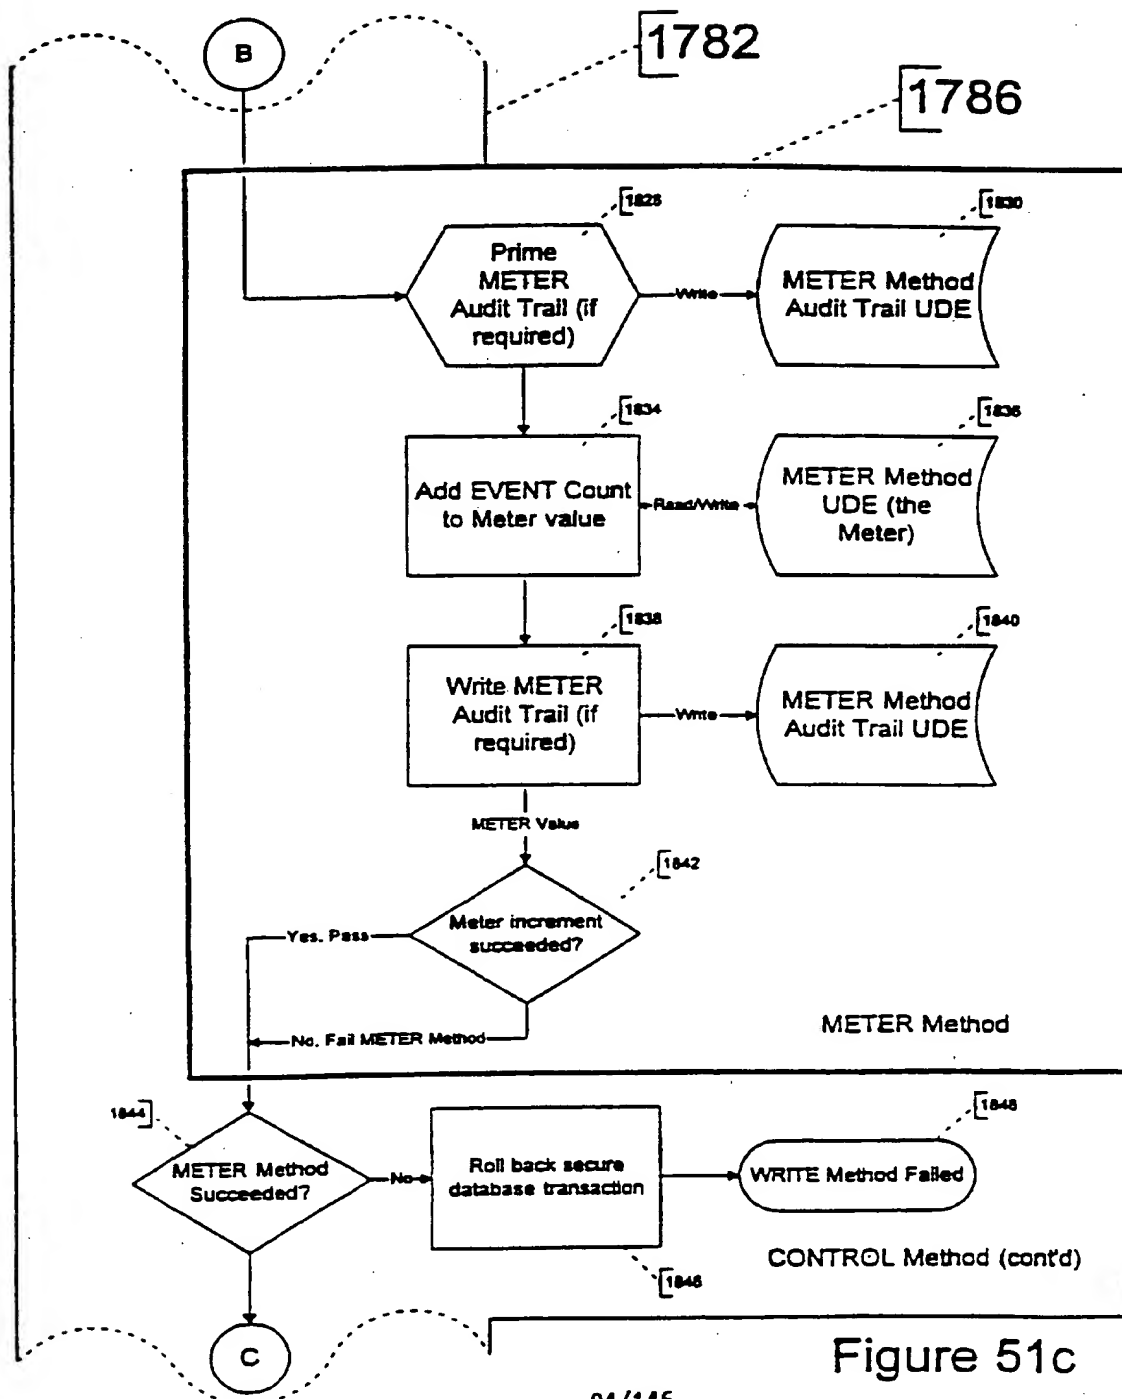 B
1782
1786
1828
1830
Prime
METER
Audit Trail (if
required)
Write
METER Method
Audit Trail UDE
1834
1836
Add EVENT Count
to Meter value
Read/Write
METER Method
UDE (the
Meter)
1838
1840
Write METER
Audit Trail (if
required)
Write
METER Method
Audit Trail UDE
METER Value
1842
Meter increment
succeeded?
Yes. Pass
No. Fail METER Method
METER Method
1844
1848
METER Method
Succeeded?
No
Roll back secure
database transaction
WRITE Method Failed
1846
CONTROL Method (cont'd)
C
Figure 51c